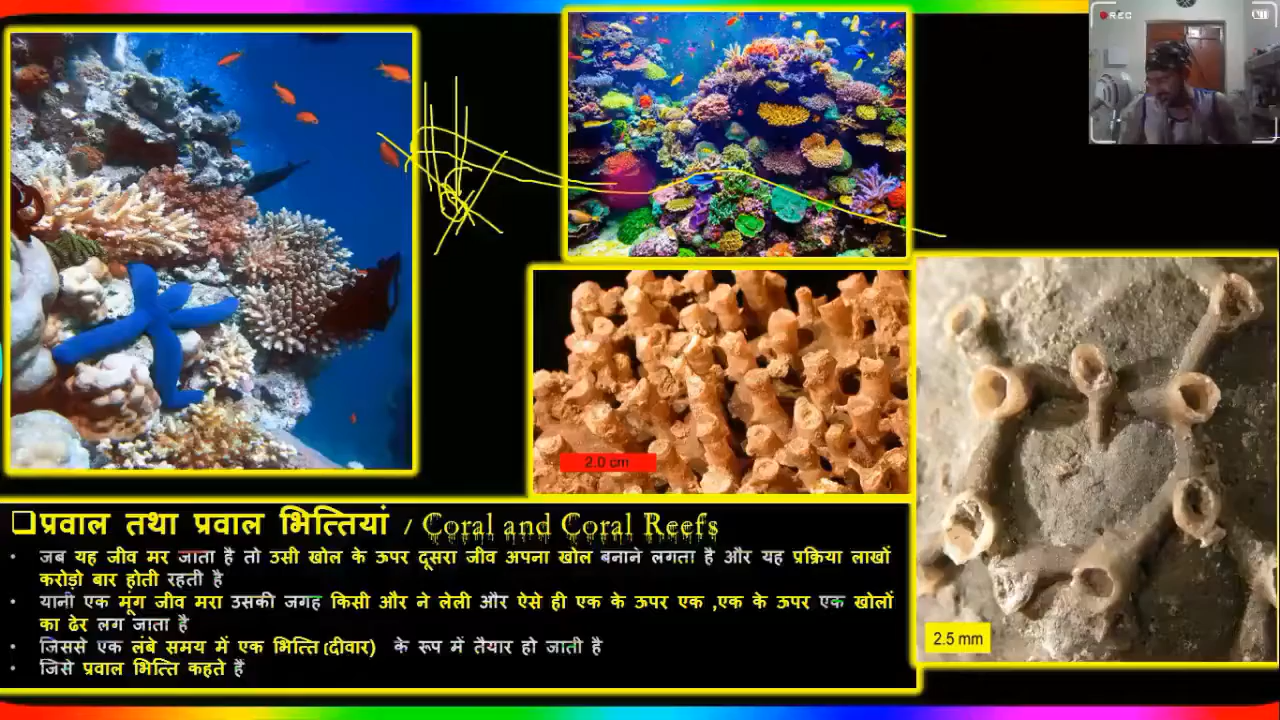 REC
2.0 cm
2.5 mm
❑प्रवाल तथा प्रवाल भित्तियां / Coral and Coral Reefs
• जब यह जीव मर जाता है तो उसी खोल के ऊपर दूसरा जीव अपना खोल बनाने लगता है और यह प्रक्रिया लाखों
करोड़ो बार होती रहती है
• यानी एक मूंग जीव मरा उसकी जगह किसी और ने लेली और ऐसे ही एक के ऊपर एक ,एक के ऊपर एक खोलों
का ढेर लग जाता है
• जिससे एक लंबे समय में एक भित्ति (दीवार) के रूप में तैयार हो जाती है
• जिसे प्रवाल भित्ति कहते हैं